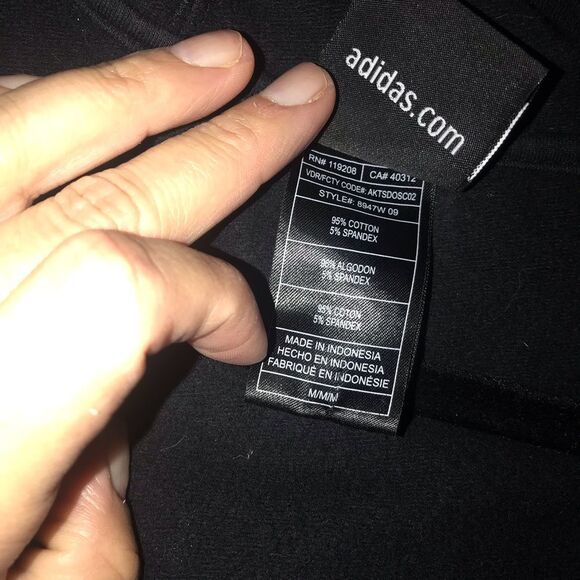 adidas.com
RN# 119208 CA# 40312
VDR/FCTY CODE#: AKTSDOSC02
STYLE#: 8947W 09
95% COTTON
5% SPANDEX
95% ALGODON
5% SPANDEX
95% COTON
5% SPANDEX
MADE IN INDONESIA
HECHO EN INDONESIA
FABRIQUÉ EN INDONÉSIE
M/M/M